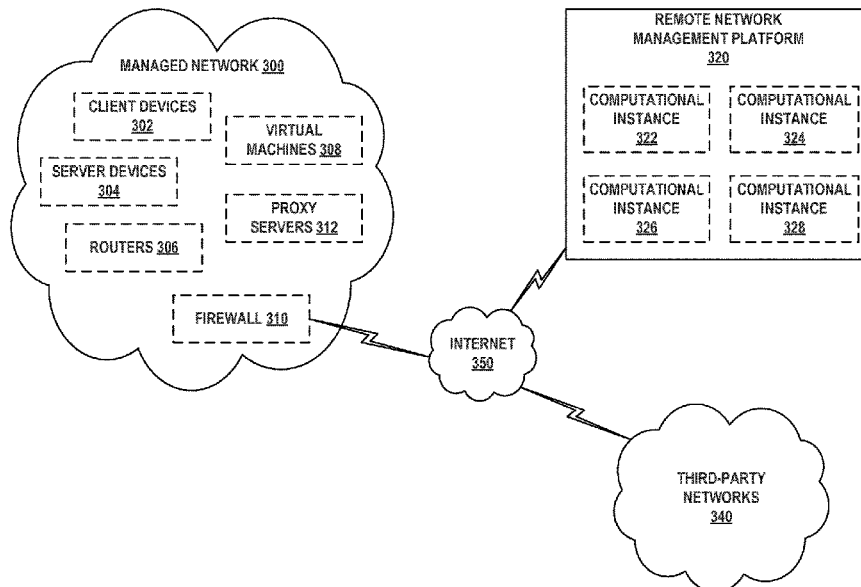 MANAGED NETWORK 300
CLIENT DEVICES
302
VIRTUAL
MACHINES 308
SERVER DEVICES
304
PROXY
SERVERS 312
ROUTERS 306
FIREWALL 310
REMOTE NETWORK
MANAGEMENT PLATFORM
320
COMPUTATIONAL
INSTANCE
322
COMPUTATIONAL
INSTANCE
324
COMPUTATIONAL
INSTANCE
326
COMPUTATIONAL
INSTANCE
328
INTERNET
350
THIRD-PARTY
NETWORKS
340